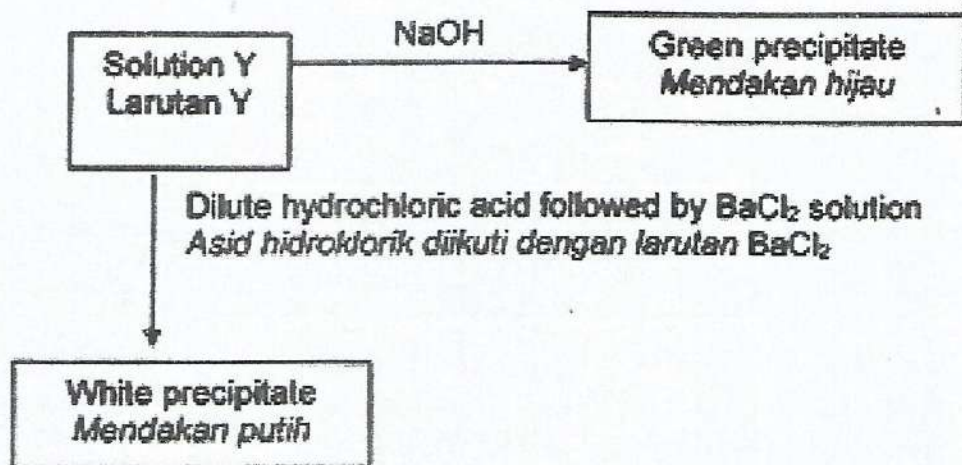 NaOH
Solution Y
Larutan Y
Green precipitate
Mendakan hijau
Dilute hydrochloric acid followed by BaCl₂ solution
Asid hidroklorik diikuti dengan larutan BaCl₂
White precipitate
Mendakan putih